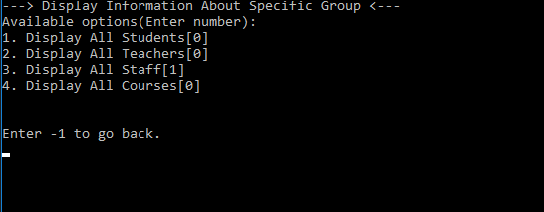 ---> Display Information About Specific Group <---
Available options(Enter number):
1. Display All Students[0]
2. Display All Teachers[0]
3. Display All Staff[1]
4. Display All Courses[0]
Enter -1 to go back.